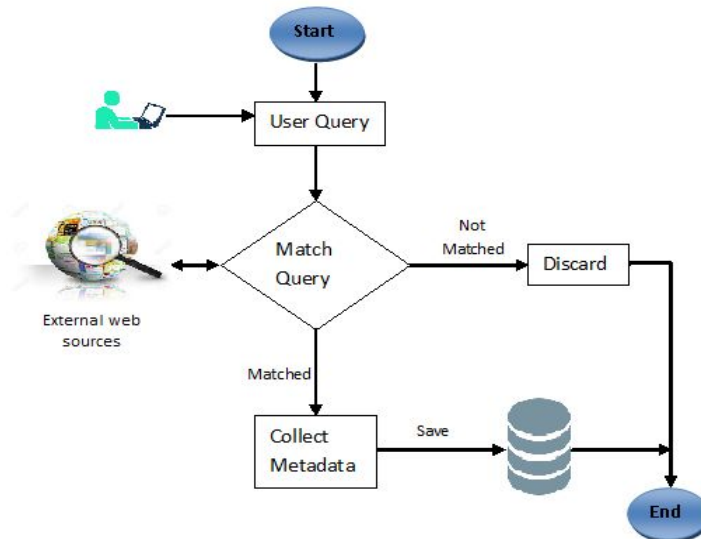 Start
User Query
Not
Matched
Match
Query
Discard
External web
sources
Matched
Collect
Metadata
Save
End